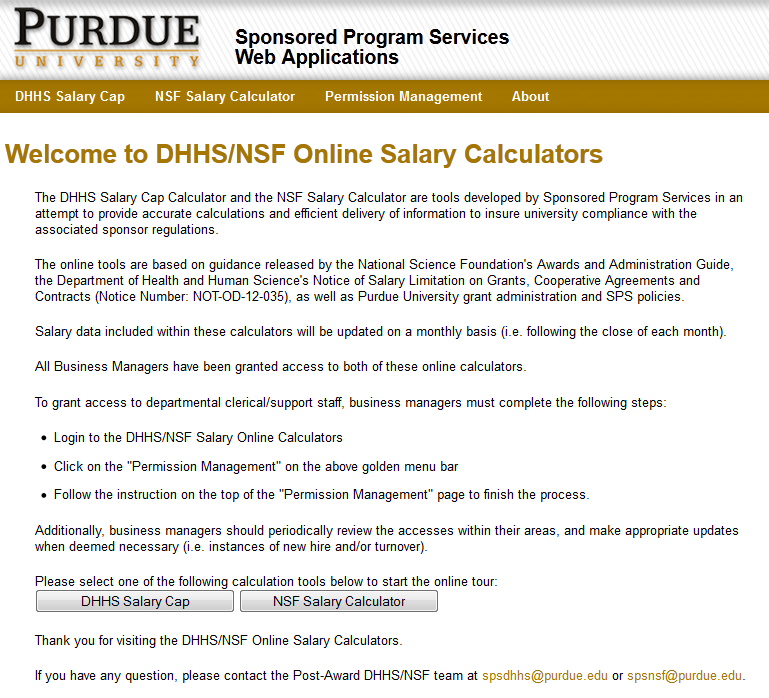 PURDUE
UNIVERSITY
Sponsored Program Services
Web Applications
DHHS Salary Cap NSF Salary Calculator Permission Management About
Welcome to DHHS/NSF Online Salary Calculators
The DHHS Salary Cap Calculator and the NSF Salary Calculator are tools developed by Sponsored Program Services in an
attempt to provide accurate calculations and efficient delivery of information to insure university compliance with the
associated sponsor regulations.
The online tools are based on guidance released by the National Science Foundation's Awards and Administration Guide,
the Department of Health and Human Science's Notice of Salary Limitation on Grants, Cooperative Agreements and
Contracts (Notice Number: NOT-OD-12-035), as well as Purdue University grant administration and SPS policies.
Salary data included within these calculators will be updated on a monthly basis (i.e. following the close of each month).
All Business Managers have been granted access to both of these online calculators.
To grant access to departmental clerical/support staff, business managers must complete the following steps:
• Login to the DHHS/NSF Salary Online Calculators
• Click on the "Permission Management" on the above golden menu bar
• Follow the instruction on the top of the "Permission Management" page to finish the process.
Additionally, business managers should periodically review the accesses within their areas, and make appropriate updates
when deemed necessary (i.e. instances of new hire and/or turnover).
Please select one of the following calculation tools below to start the online tour:
DHHS Salary Cap NSF Salary Calculator
Thank you for visiting the DHHS/NSF Online Salary Calculators.
If you have any question, please contact the Post-Award DHHS/NSF team at spsdhhs@purdue.edu or spsnsf@purdue.edu.